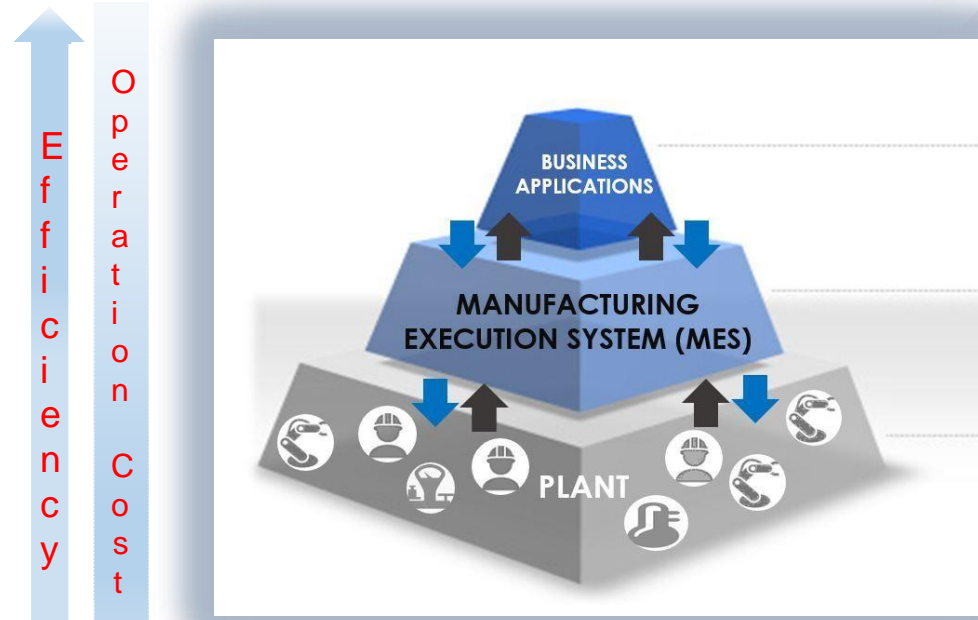 Efficiency
Operation Cost
BUSINESS
APPLICATIONS
MANUFACTURING
EXECUTION SYSTEM (MES)
PLANT